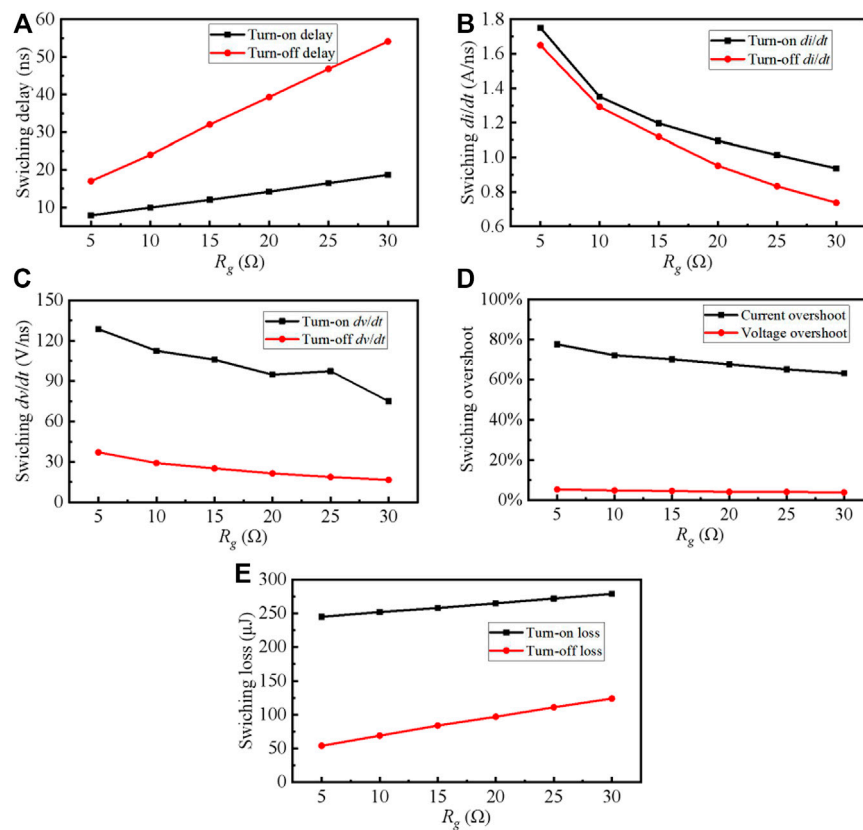 A
60
50
40
30
20
10
Swiching delay (ns)
Turn-on delay
Turn-off delay
5 10 15 20 25 30
Rg (Ω)
B
1.8
1.6
1.4
1.2
1.0
0.8
0.6
Swiching di/dt (A/ns)
Turn-on di/dt
Turn-off di/dt
5 10 15 20 25 30
Rg (Ω)
C
150
120
90
60
30
0
Swiching dv/dt (V/ns)
Turn-on dv/dt
Turn-off dv/dt
5 10 15 20 25 30
Rg (Ω)
D
100%
80%
60%
40%
20%
0%
Swiching overshoot
Current overshoot
Voltage overshoot
5 10 15 20 25 30
Rg (Ω)
E
300
250
200
150
100
50
0
Swiching loss (μJ)
Turn-on loss
Turn-off loss
5 10 15 20 25 30
Rg (Ω)